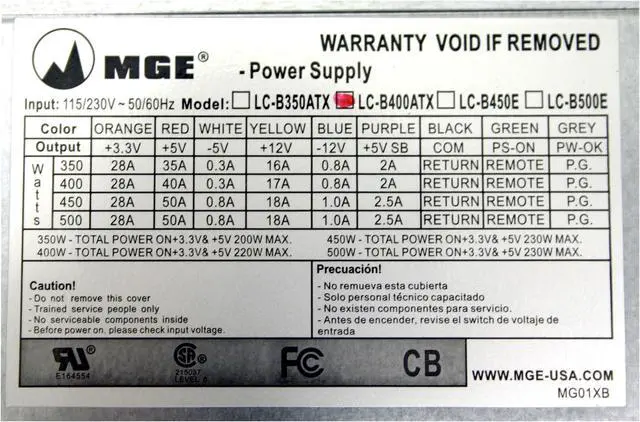 MGE®
WARRANTY VOID IF REMOVED
- Power Supply
Input: 115/230V ~ 50/60Hz Model: LC-B350ATX LC-B400ATX LC-B450E LC-B500E
Color ORANGE RED WHITE YELLOW BLUE PURPLE BLACK GREEN GREY
Output +3.3V +5V -5V +12V -12V +5V SB COM PS-ON PW-OK
Watts
350 28A 35A 0.3A 16A 0.8A 2A RETURN REMOTE P.G.
400 28A 40A 0.3A 17A 0.8A 2A RETURN REMOTE P.G.
450 28A 50A 0.8A 18A 1.0A 2.5A RETURN REMOTE P.G.
500 28A 50A 0.8A 18A 1.0A 2.5A RETURN REMOTE P.G.
350W - TOTAL POWER ON+3.3V& +5V 200W MAX. 450W - TOTAL POWER ON+3.3V& +5V 230W MAX.
400W - TOTAL POWER ON+3.3V& +5V 220W MAX. 500W - TOTAL POWER ON+3.3V& +5V 230W MAX.
Caution!
- Do not remove this cover
- Trained service people only
- No serviceable components inside
- Before power on, please check input voltage.
Precuación!
- No remueva esta cubierta
- Solo personal técnico capacitado
- No existen componentes para servicio.
- Antes de encender, revise el switch de voltaje de
entrada
E164554
SA®
215037
LEVEL 6
FC
CB
WWW.MGE-USA.COM
MG01XB